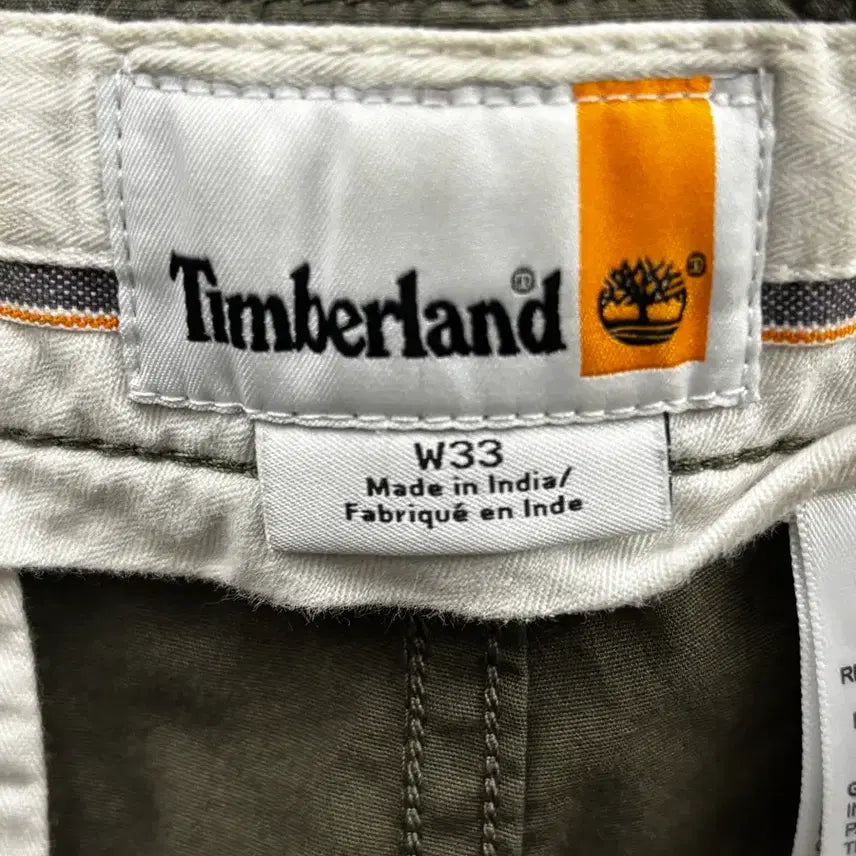 Timberland®
W33
Made in India/
Fabriqué en Inde